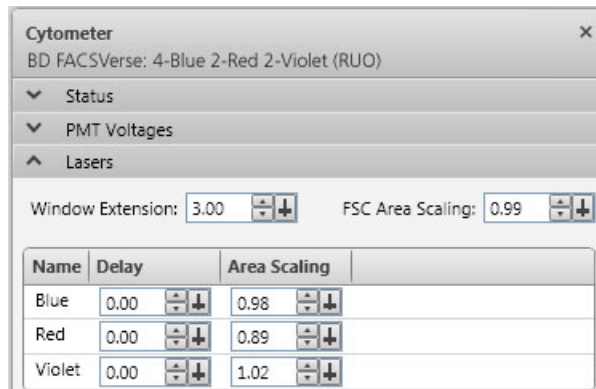 Cytometer
BD FACSVerse: 4-Blue 2-Red 2-Violet (RUO)
Status
PMT Voltages
Lasers
Window Extension: 3.00 FSC Area Scaling: 0.99
Name Delay Area Scaling
Blue 0.00 0.98
Red 0.00 0.89
Violet 0.00 1.02